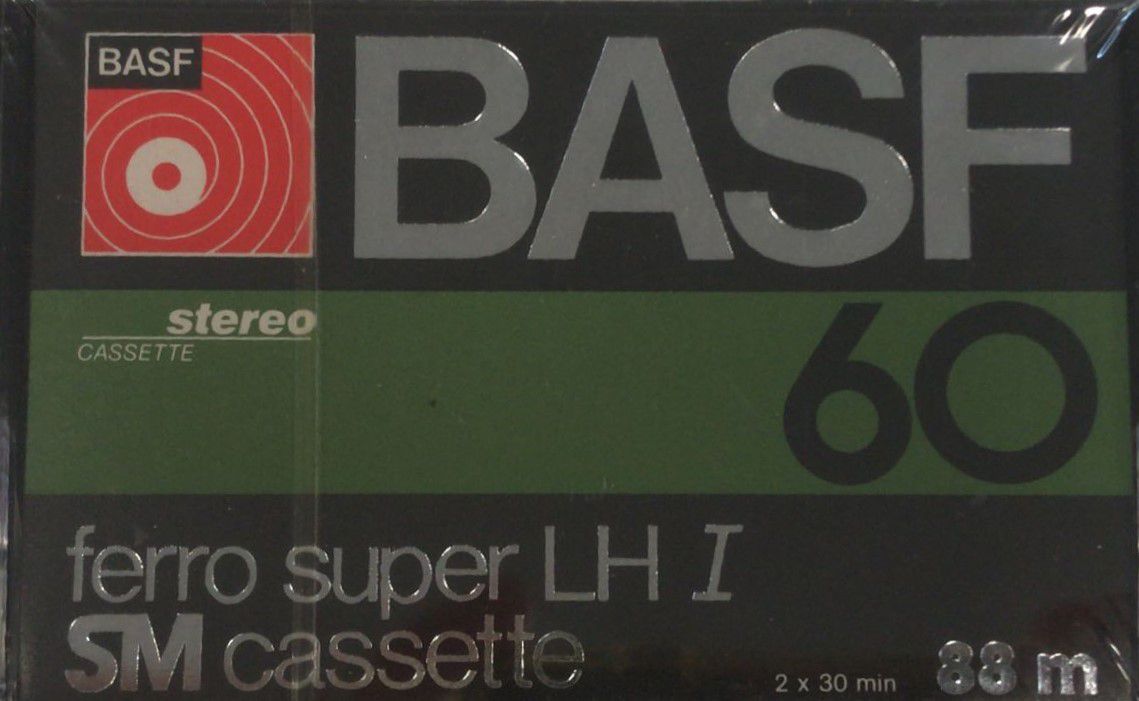 BASF
BASF
stereo
CASSETTE
60
ferro super LH I
SM cassette
2 x 30 min
88 m